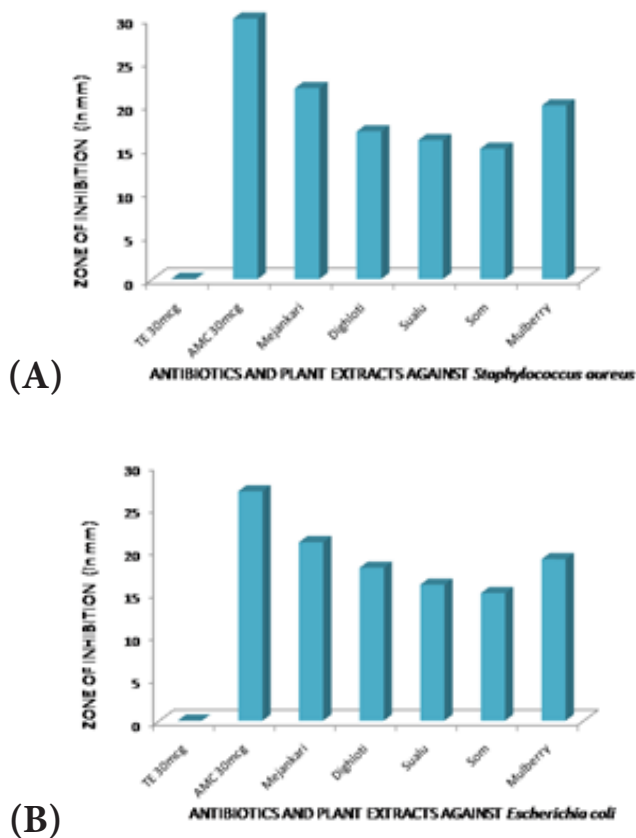 ZONE OF INHIBITION (in mm)
30
25
20
15
10
5
0
TE 30mcg
AMC 30mcg
Mejankari
Dighloti
Sualu
Som
Mulberry
(A)
ANTIBIOTICS AND PLANT EXTRACTS AGAINST Staphylococcus aureus
ZONE OF INHIBITION (in mm)
30
25
20
15
10
5
0
TE 30mcg
AMC 30mcg
Mejankari
Dighloti
Sualu
Som
Mulberry
(B)
ANTIBIOTICS AND PLANT EXTRACTS AGAINST Escherichia coli